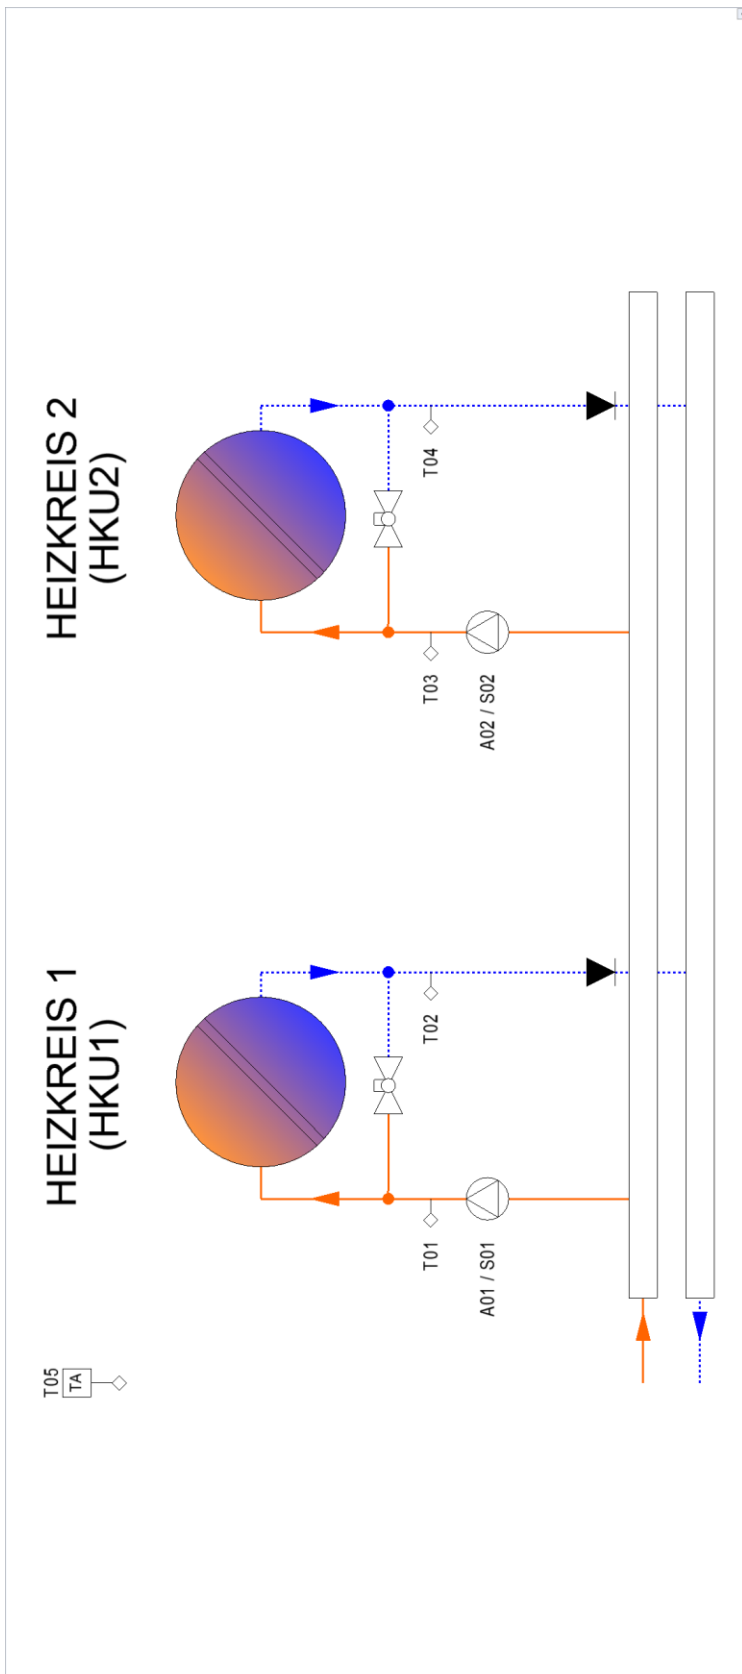 T05
TA
HEIZKREIS 1
(HKU1)
T01
T02
A01 / S01
HEIZKREIS 2
(HKU2)
T03
T04
A02 / S02